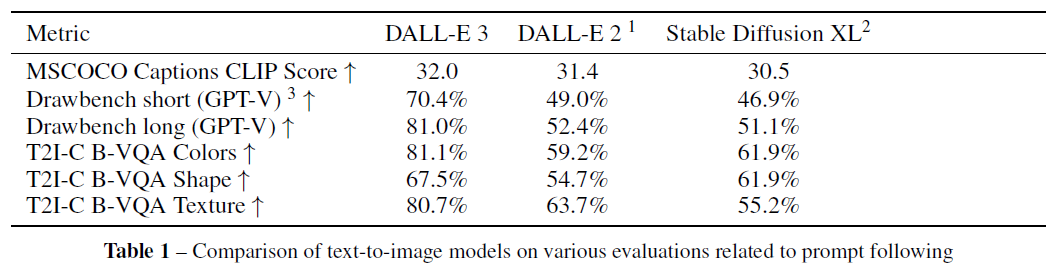 Metric DALL-E 3 DALL-E 2 ¹ Stable Diffusion XL²
MSCOCO Captions CLIP Score ↑ 32.0 31.4 30.5
Drawbench short (GPT-V) ³ ↑ 70.4% 49.0% 46.9%
Drawbench long (GPT-V) ↑ 81.0% 52.4% 51.1%
T2I-C B-VQA Colors ↑ 81.1% 59.2% 61.9%
T2I-C B-VQA Shape ↑ 67.5% 54.7% 61.9%
T2I-C B-VQA Texture ↑ 80.7% 63.7% 55.2%
Table 1 – Comparison of text-to-image models on various evaluations related to prompt following